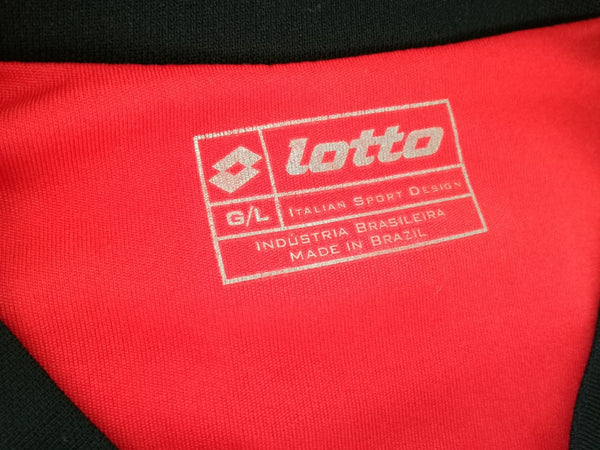 lotto
G/L Italian Sport Design
Indústria Brasileira
Made in Brazil